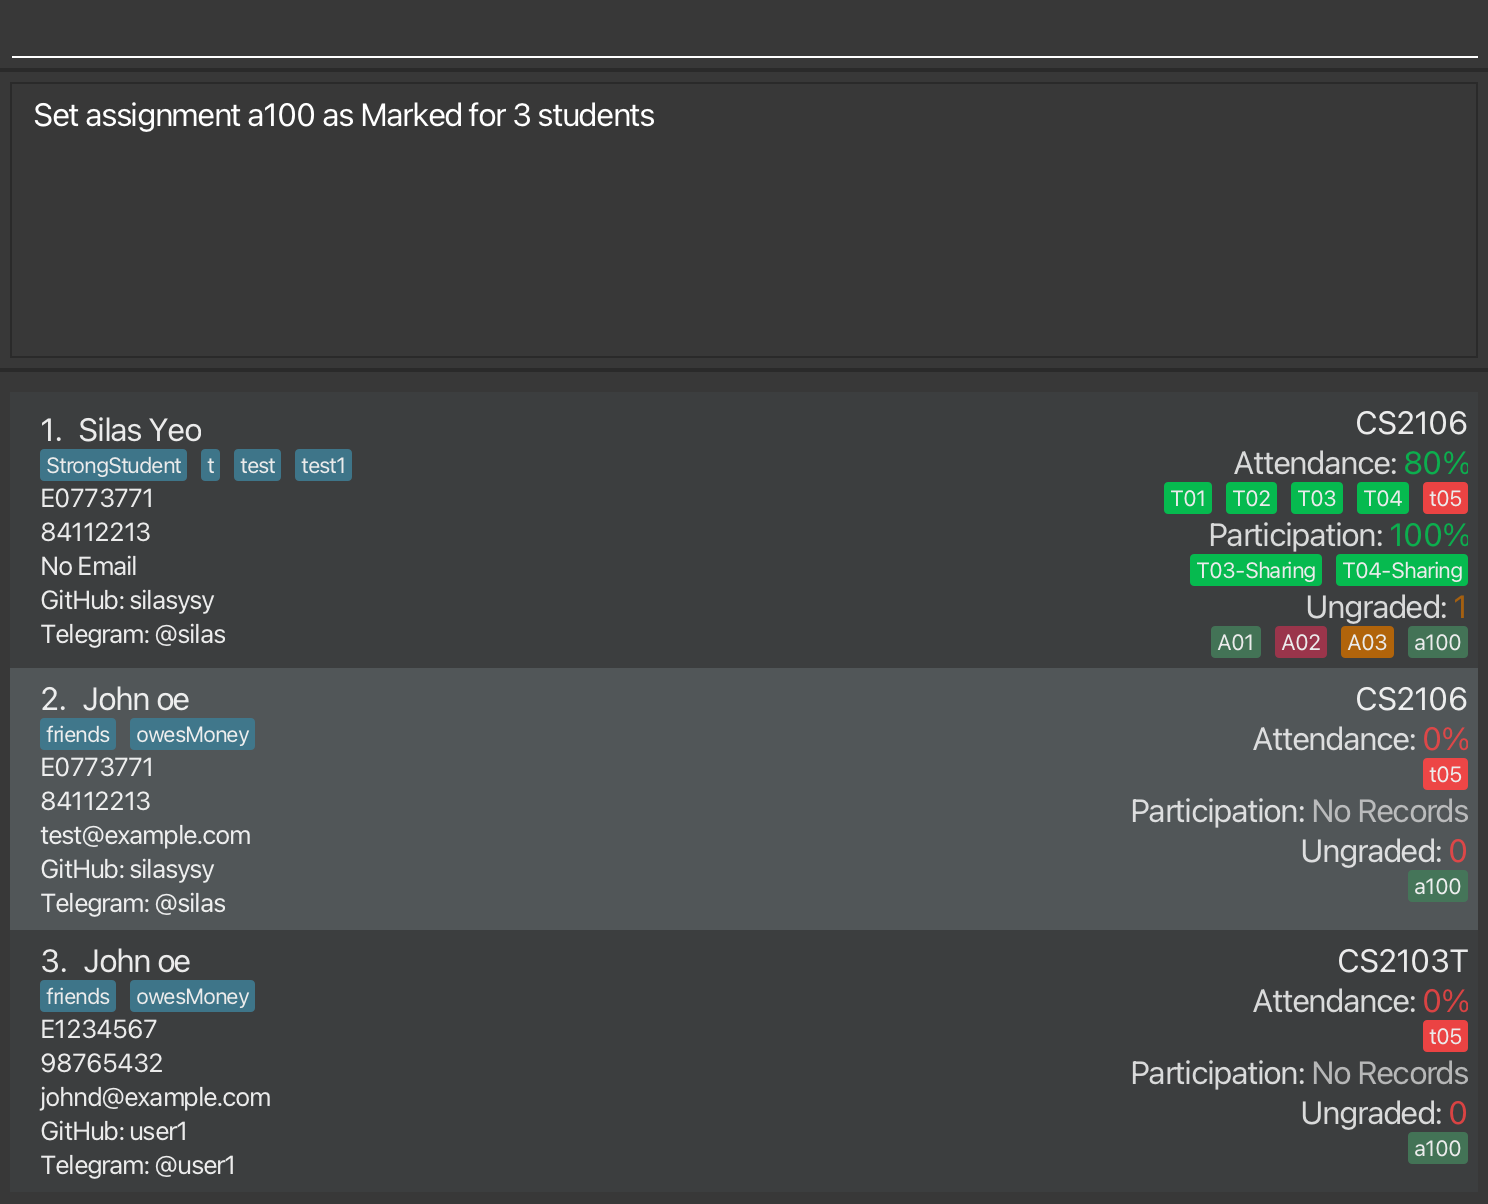 Set assignment a100 as Marked for 3 students
1. Silas Yeo
StrongStudent t test test1
E0773771
84112213
No Email
GitHub: silasysy
Telegram: @silas
CS2106
Attendance: 80%
T01 T02 T03 T04 t05
Participation: 100%
T03-Sharing T04-Sharing
Ungraded: 1
A01 A02 A03 a100
2. John oe
friends owesMoney
E0773771
84112213
test@example.com
GitHub: silasysy
Telegram: @silas
CS2106
Attendance: 0%
t05
Participation: No Records
Ungraded: 0
a100
3. John oe
friends owesMoney
E1234567
98765432
johnd@example.com
GitHub: user1
Telegram: @user1
CS2103T
Attendance: 0%
t05
Participation: No Records
Ungraded: 0
a100